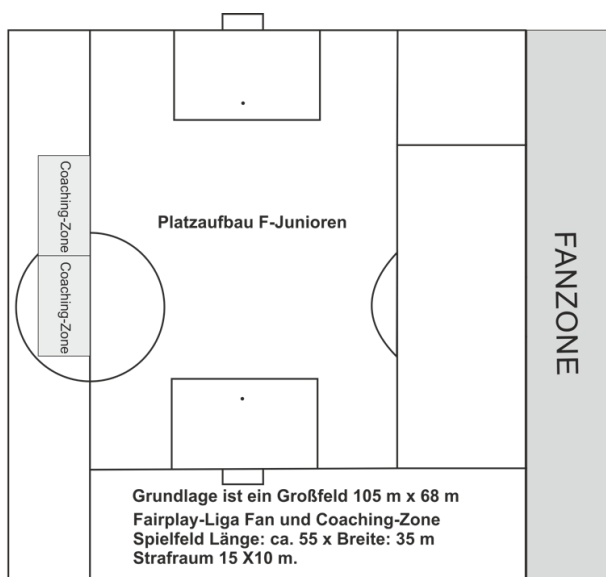 Platzaufbau F-Junioren
Coaching-Zone
Coaching-Zone
FANZONE
Grundlage ist ein Großfeld 105 m x 68 m
Fairplay-Liga Fan und Coaching-Zone
Spielfeld Länge: ca. 55 x Breite: 35 m
Strafraum 15 X10 m.